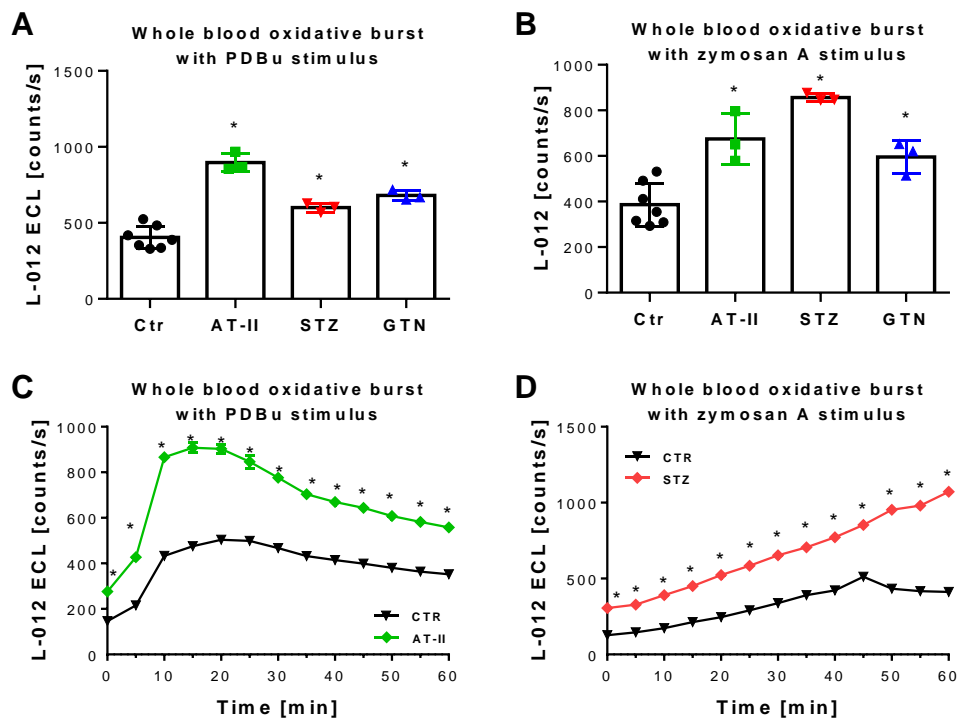 A
Whole blood oxidative burst
with PDBu stimulus
L-012 ECL [counts/s]
1500
1000
500
0
* * * 
Ctr AT-II STZ GTN
B
Whole blood oxidative burst
with zymosan A stimulus
L-012 [counts/s]
1000
800
600
400
200
0
* * *
Ctr AT-II STZ GTN
C
Whole blood oxidative burst
with PDBu stimulus
L-012 ECL [counts/s]
1000
800
600
400
200
0
* * * * * * * * * * * * *
CTR
AT-II
0 10 20 30 40 50 60
Time [min]
D
Whole blood oxidative burst
with zymosan A stimulus
L-012 ECL [counts/s]
1500
1000
500
0
CTR
STZ
* * * * * * * * * * * * *
0 10 20 30 40 50 60
Time [min]